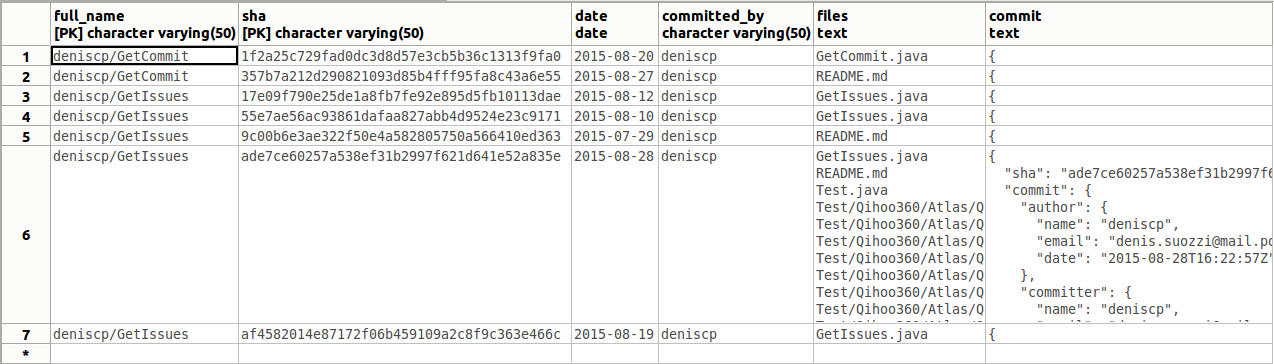 full_name sha date committed_by files commit
[PK] character varying(50) [PK] character varying(50) date character varying(50) text text
1 deniscp/GetCommit 1f2a25c729fad0dc3d8d57e3cb5b36c1313f9fa0 2015-08-20 deniscp GetCommit.java {
2 deniscp/GetCommit 357b7a212d290821093d85b4fff95fa8c43a6e55 2015-08-27 deniscp README.md {
3 deniscp/GetIssues 17e09f790e25de1a8fb7fe92e895d5fb10113dae 2015-08-12 deniscp GetIssues.java {
4 deniscp/GetIssues 55e7ae56ac93861dafaa827abb4d9524e23c9171 2015-08-10 deniscp GetIssues.java {
5 deniscp/GetIssues 9c00b6e3ae322f50e4a582805750a566410ed363 2015-07-29 deniscp README.md {
6 deniscp/GetIssues ade7ce60257a538ef31b2997f621d641e52a835e 2015-08-28 deniscp GetIssues.java {
README.md "sha": "ade7ce60257a538ef31b2997f6
Test.java "commit": {
Test/Qihoo360/Atlas/Q "author": {
Test/Qihoo360/Atlas/Q "name": "deniscp",
Test/Qihoo360/Atlas/Q "email": "denis.suozzi@mail.po
Test/Qihoo360/Atlas/Q "date": "2015-08-28T16:22:57Z"
Test/Qihoo360/Atlas/Q },
Test/Qihoo360/Atlas/Q "committer": {
Test/Qihoo360/Atlas/Q "name": "deniscp",
7 deniscp/GetIssues af4582014e87172f06b459109a2c8f9c363e466c 2015-08-19 deniscp GetIssues.java {
*